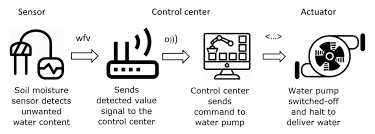 Sensor
Control center
Actuator
wfv
o))
<...>
Soil moisture
sensor detects
unwanted
water content
Sends
detected value
signal to the
control center
Control center
sends
command to
water pump
Water pump
switched-off
and halt to
deliver water